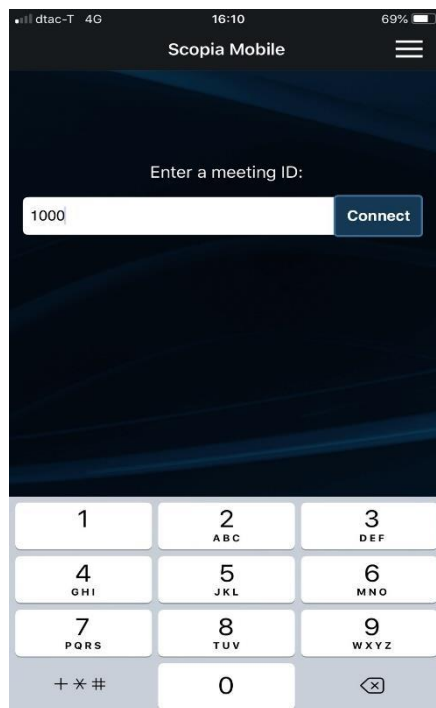 dtac-T 4G 16:10 69%
Scopia Mobile
Enter a meeting ID:
1000 Connect
1 2 3
ABC DEF
4 5 6
GHI JKL MNO
7 8 9
PQRS TUV WXYZ
+*# 0